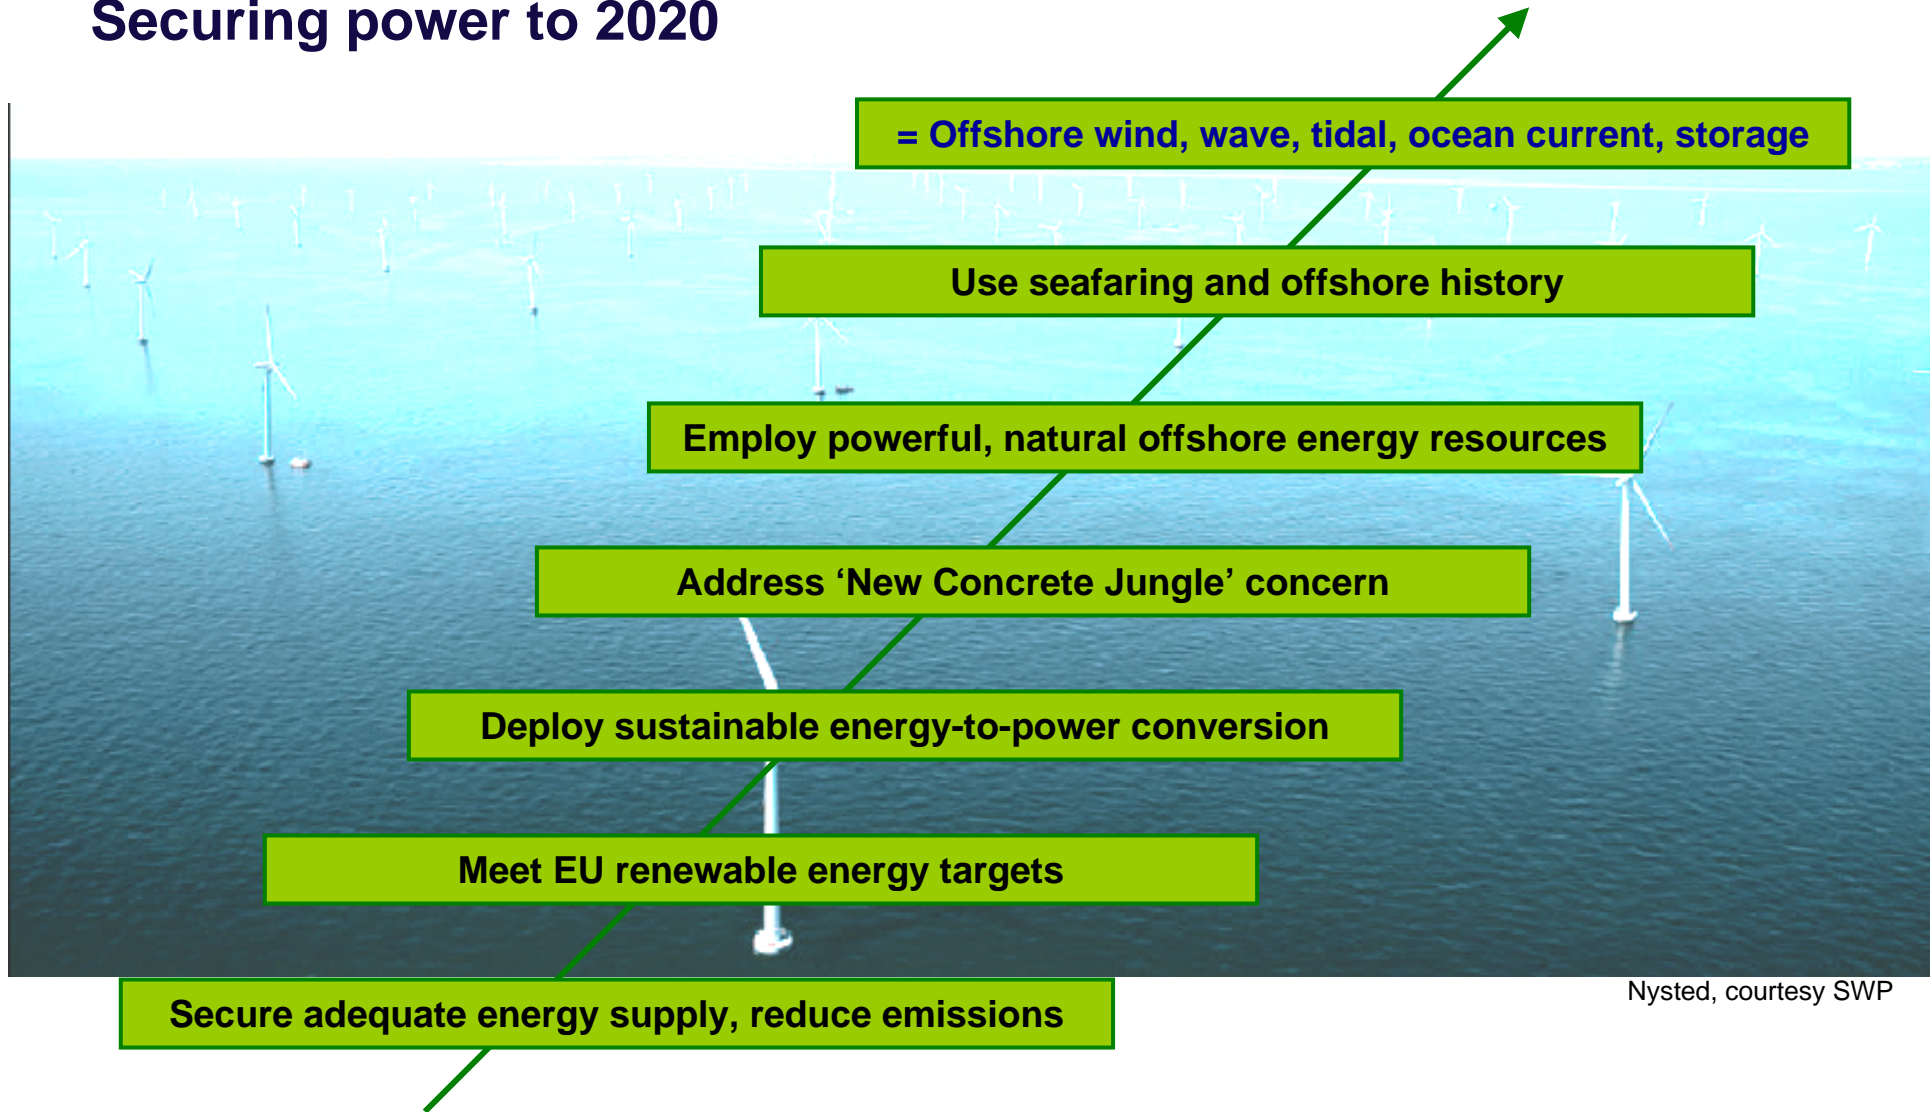 Securing power to 2020
= Offshore wind, wave, tidal, ocean current, storage
Use seafaring and offshore history
Employ powerful, natural offshore energy resources
Address ‘New Concrete Jungle’ concern
Deploy sustainable energy-to-power conversion
Meet EU renewable energy targets
Secure adequate energy supply, reduce emissions
Nysted, courtesy SWP